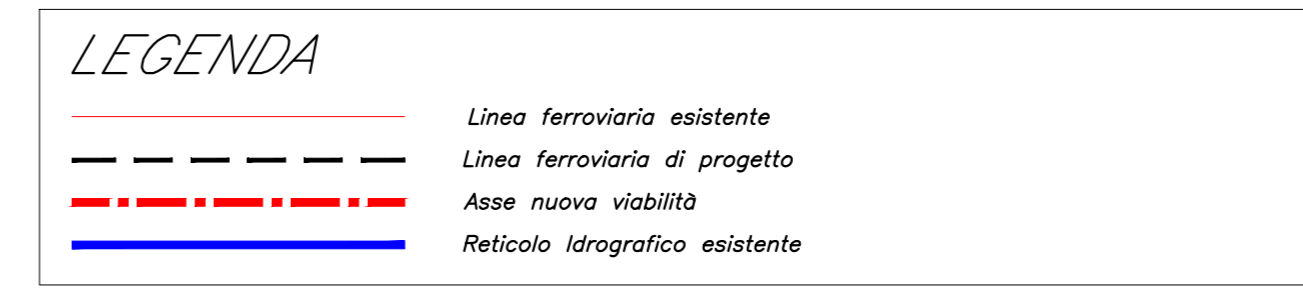 LEGENDA
Linea ferroviaria esistente
Linea ferroviaria di progetto
Asse nuova viabilità
Reticolo Idrografico esistente